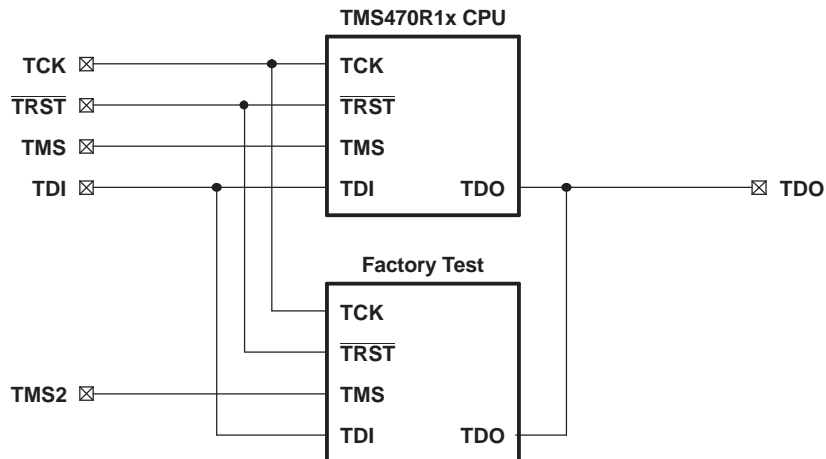 TMS470R1x CPU
TCK
TRST
TMS
TDI
TCK
TRST
TMS
TDI
TDO
TDO
Factory Test
TMS2
TCK
TRST
TMS
TDI
TDO